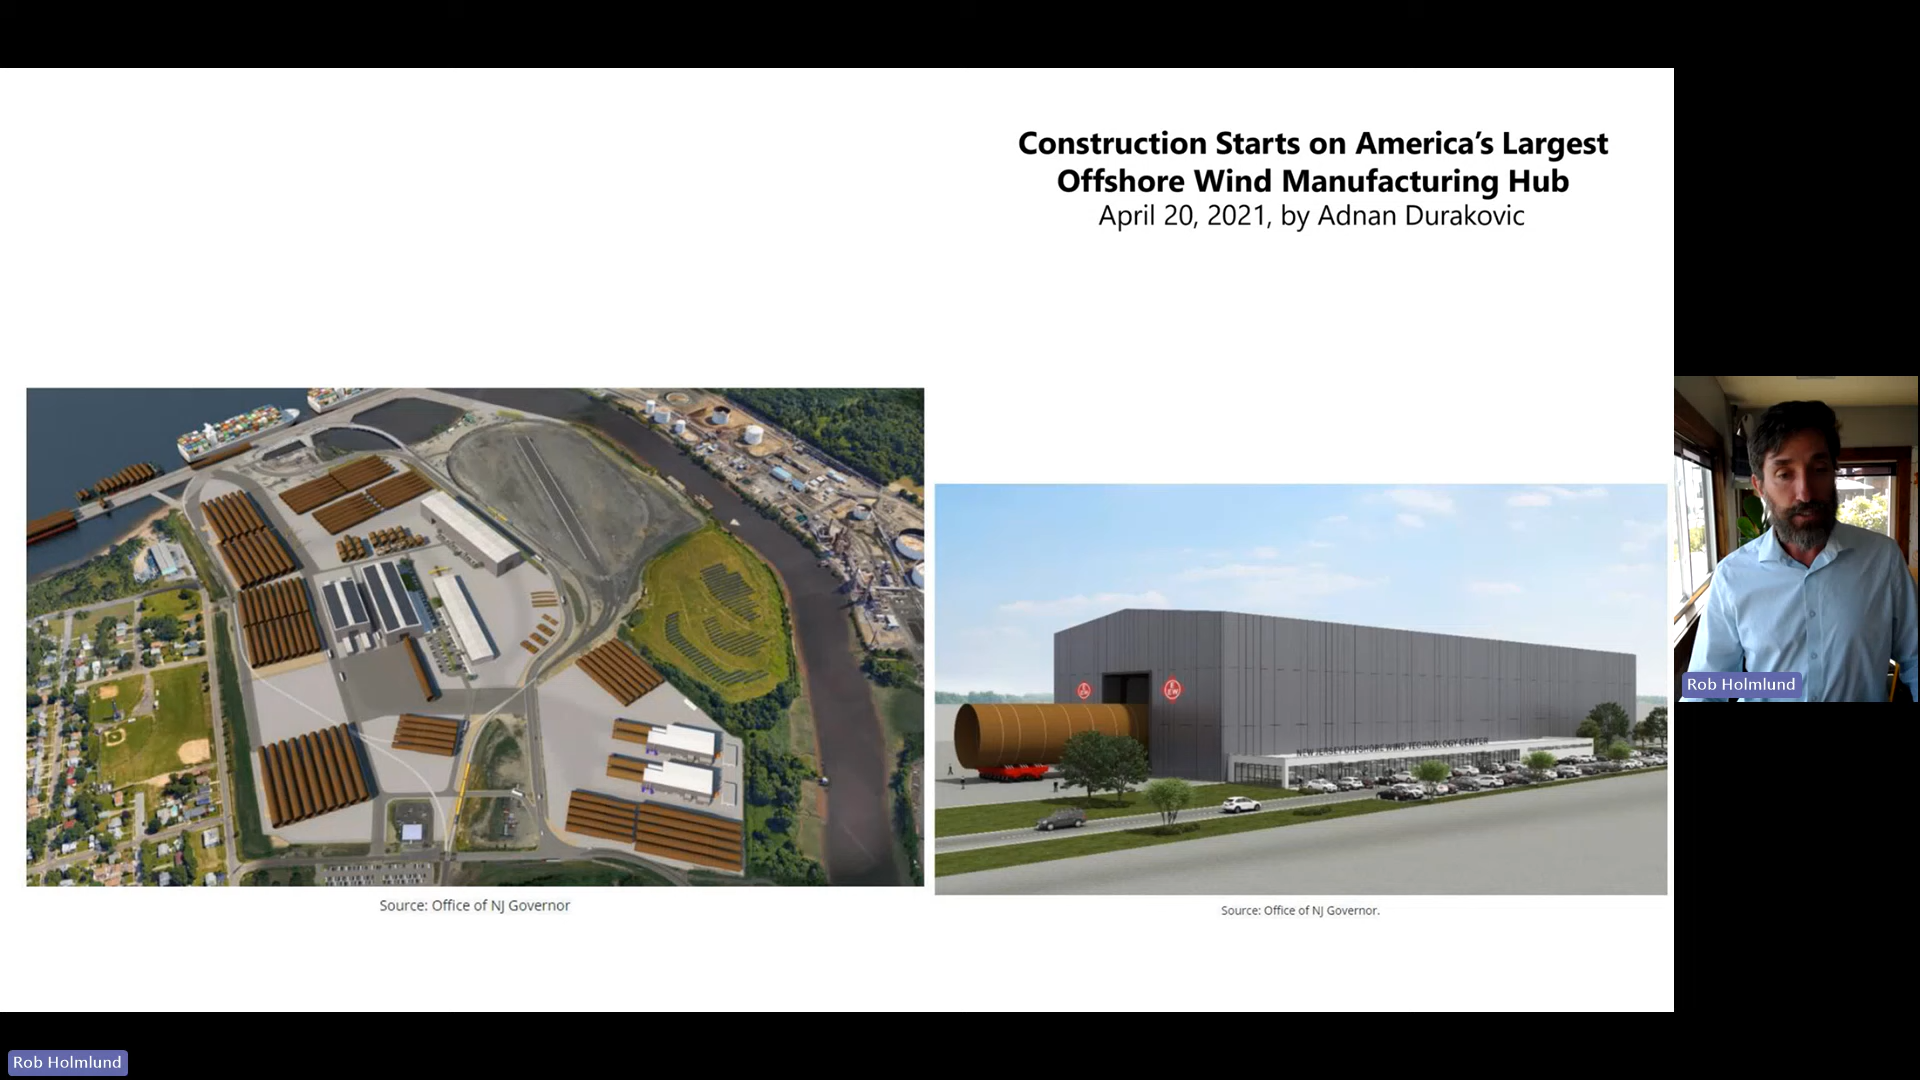 Construction Starts on America’s Largest
Offshore Wind Manufacturing Hub
April 20, 2021, by Adnan Durakovic
NEW JERSEY OFFSHORE WIND TECHNOLOGY CENTER
Source: Office of NJ Governor
Source: Office of NJ Governor.
Rob Holmlund
Rob Holmlund